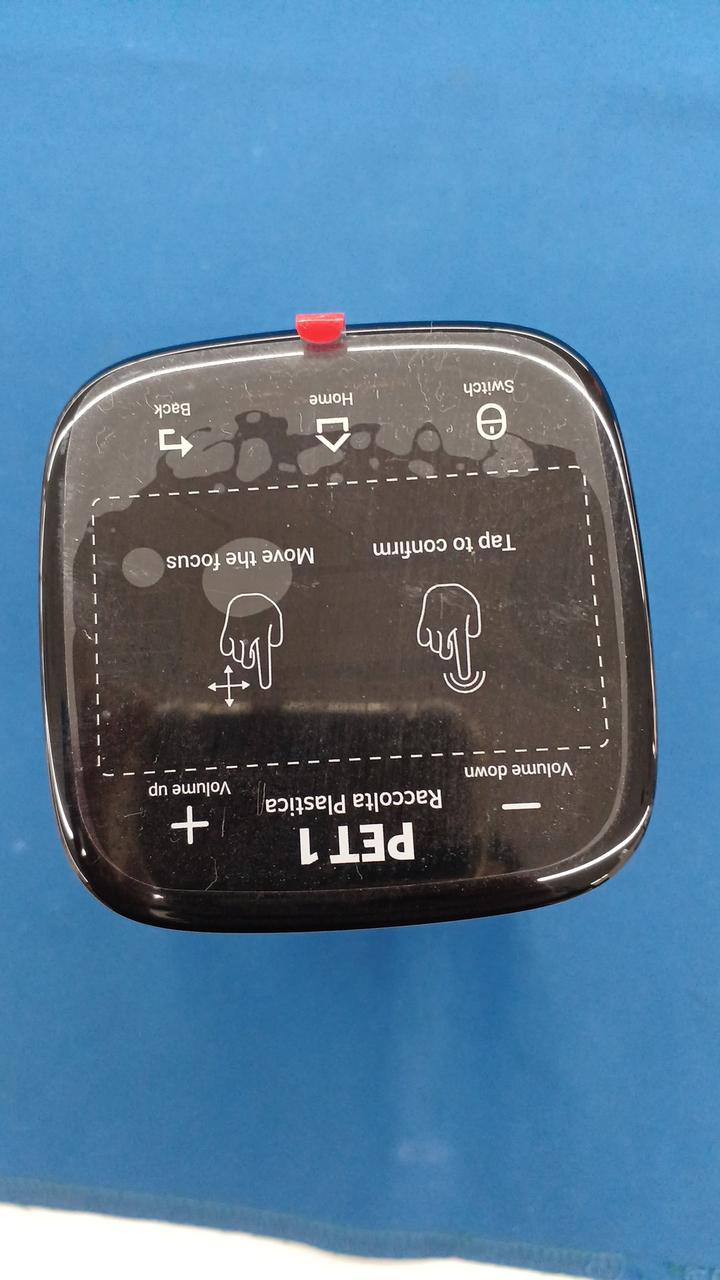 PET 1
Raccolta Plastica
Volume down
Volume up
Tap to confirm
Move the focus
Switch
Home
Back